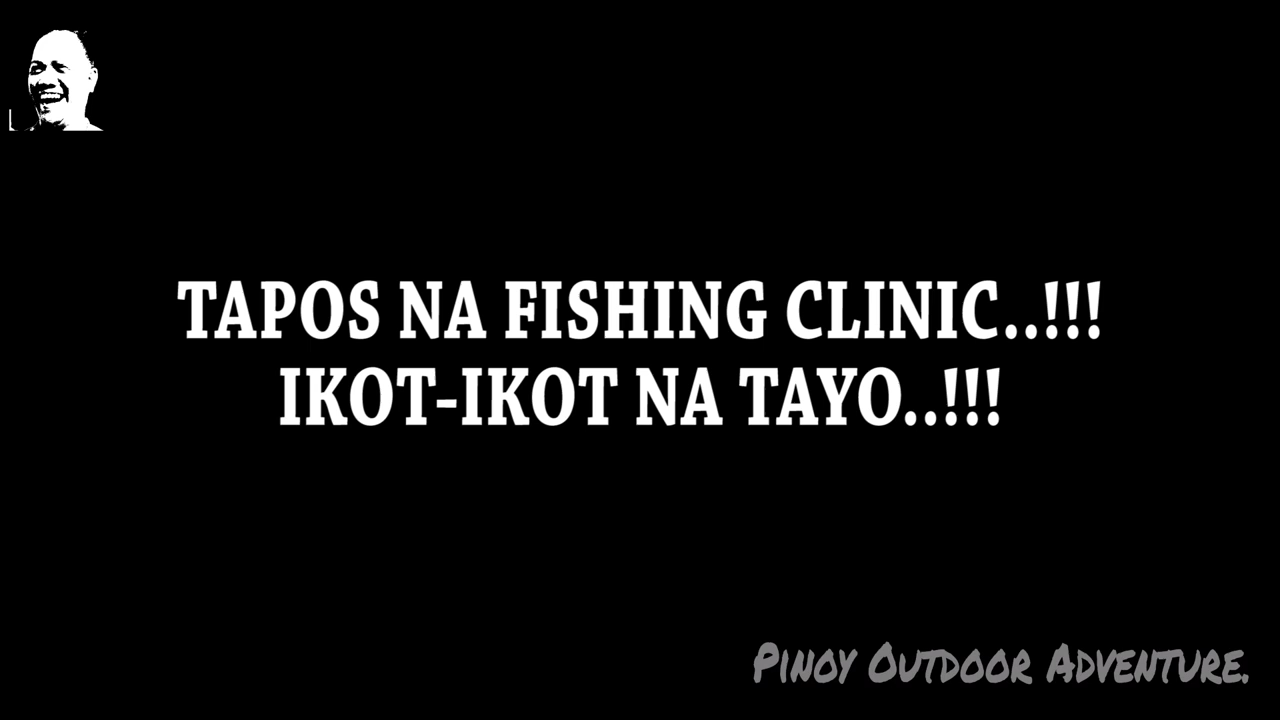 TAPOS NA FISHING CLINIC..!!!
IKOT-IKOT NA TAYO..!!!
PINOY OUTDOOR ADVENTURE.